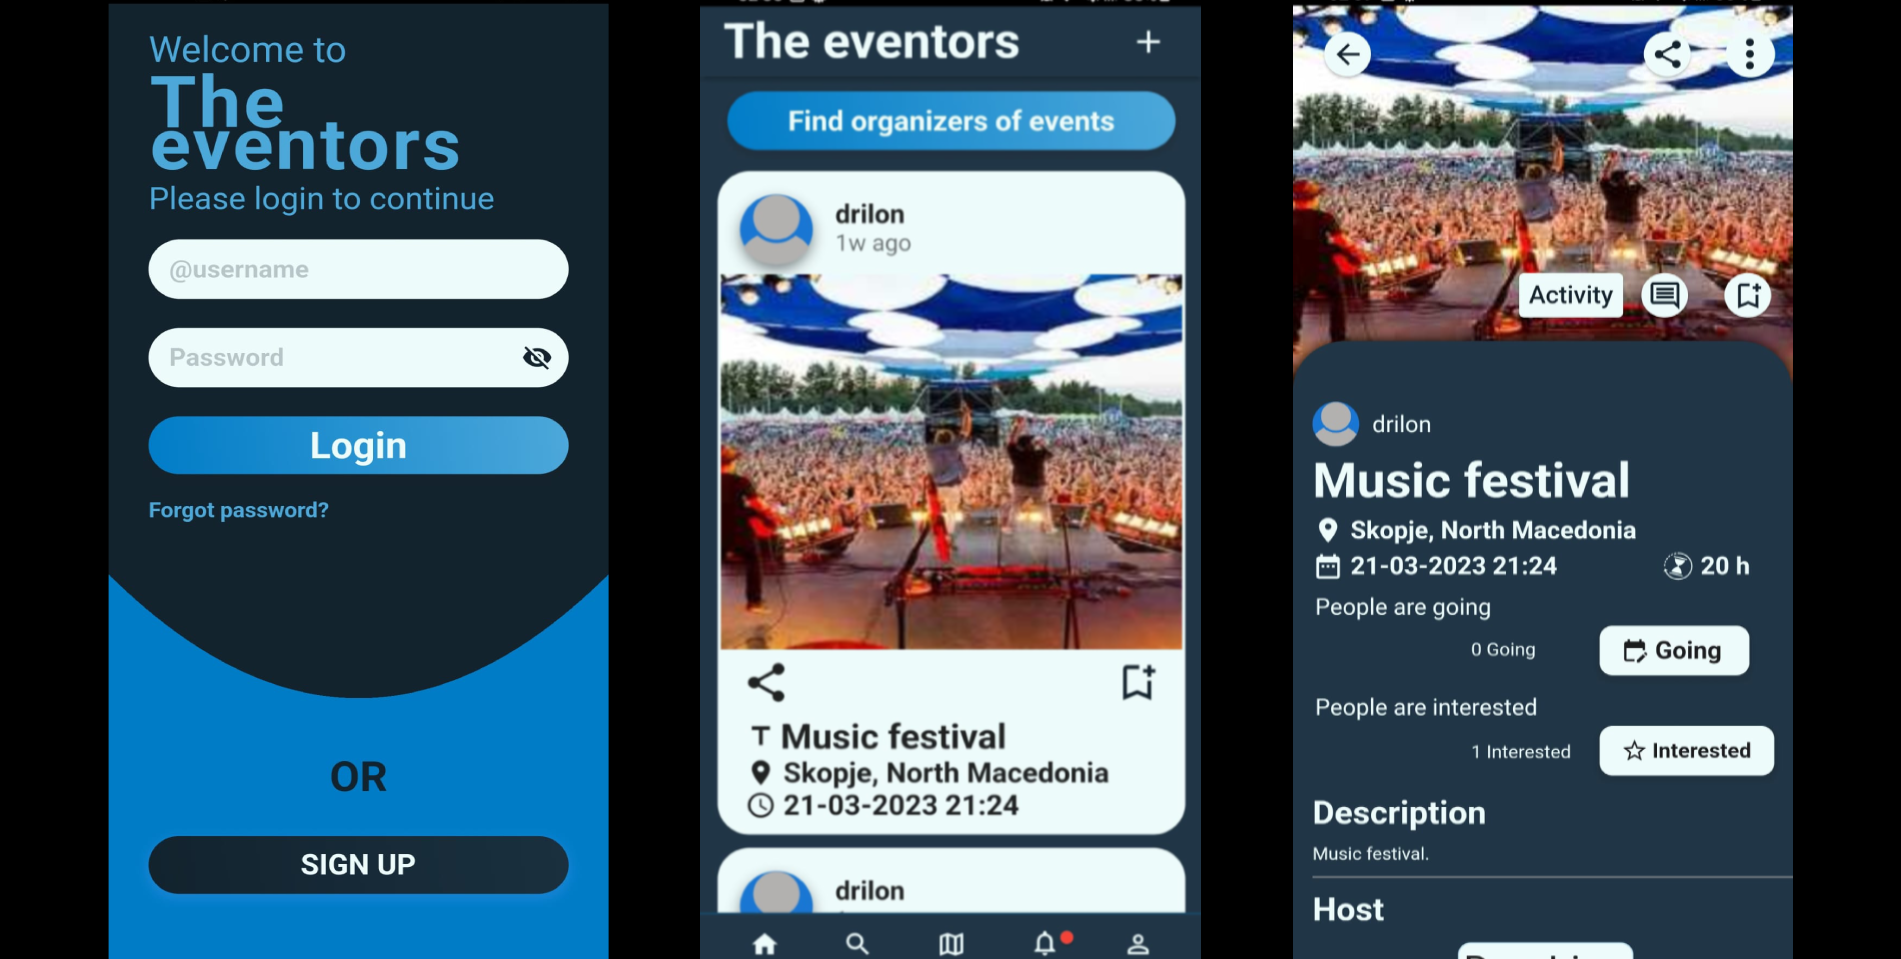 Welcome to
The
eventors
Please login to continue
@username
Password
Login
Forgot password?
OR
SIGN UP
The eventors
Find organizers of events
drilon
1w ago
Music festival
Skopje, North Macedonia
21-03-2023 21:24
drilon
Activity
drilon
Music festival
Skopje, North Macedonia
21-03-2023 21:24 20 h
People are going
0 Going Going
People are interested
1 Interested Interested
Description
Music festival.
Host